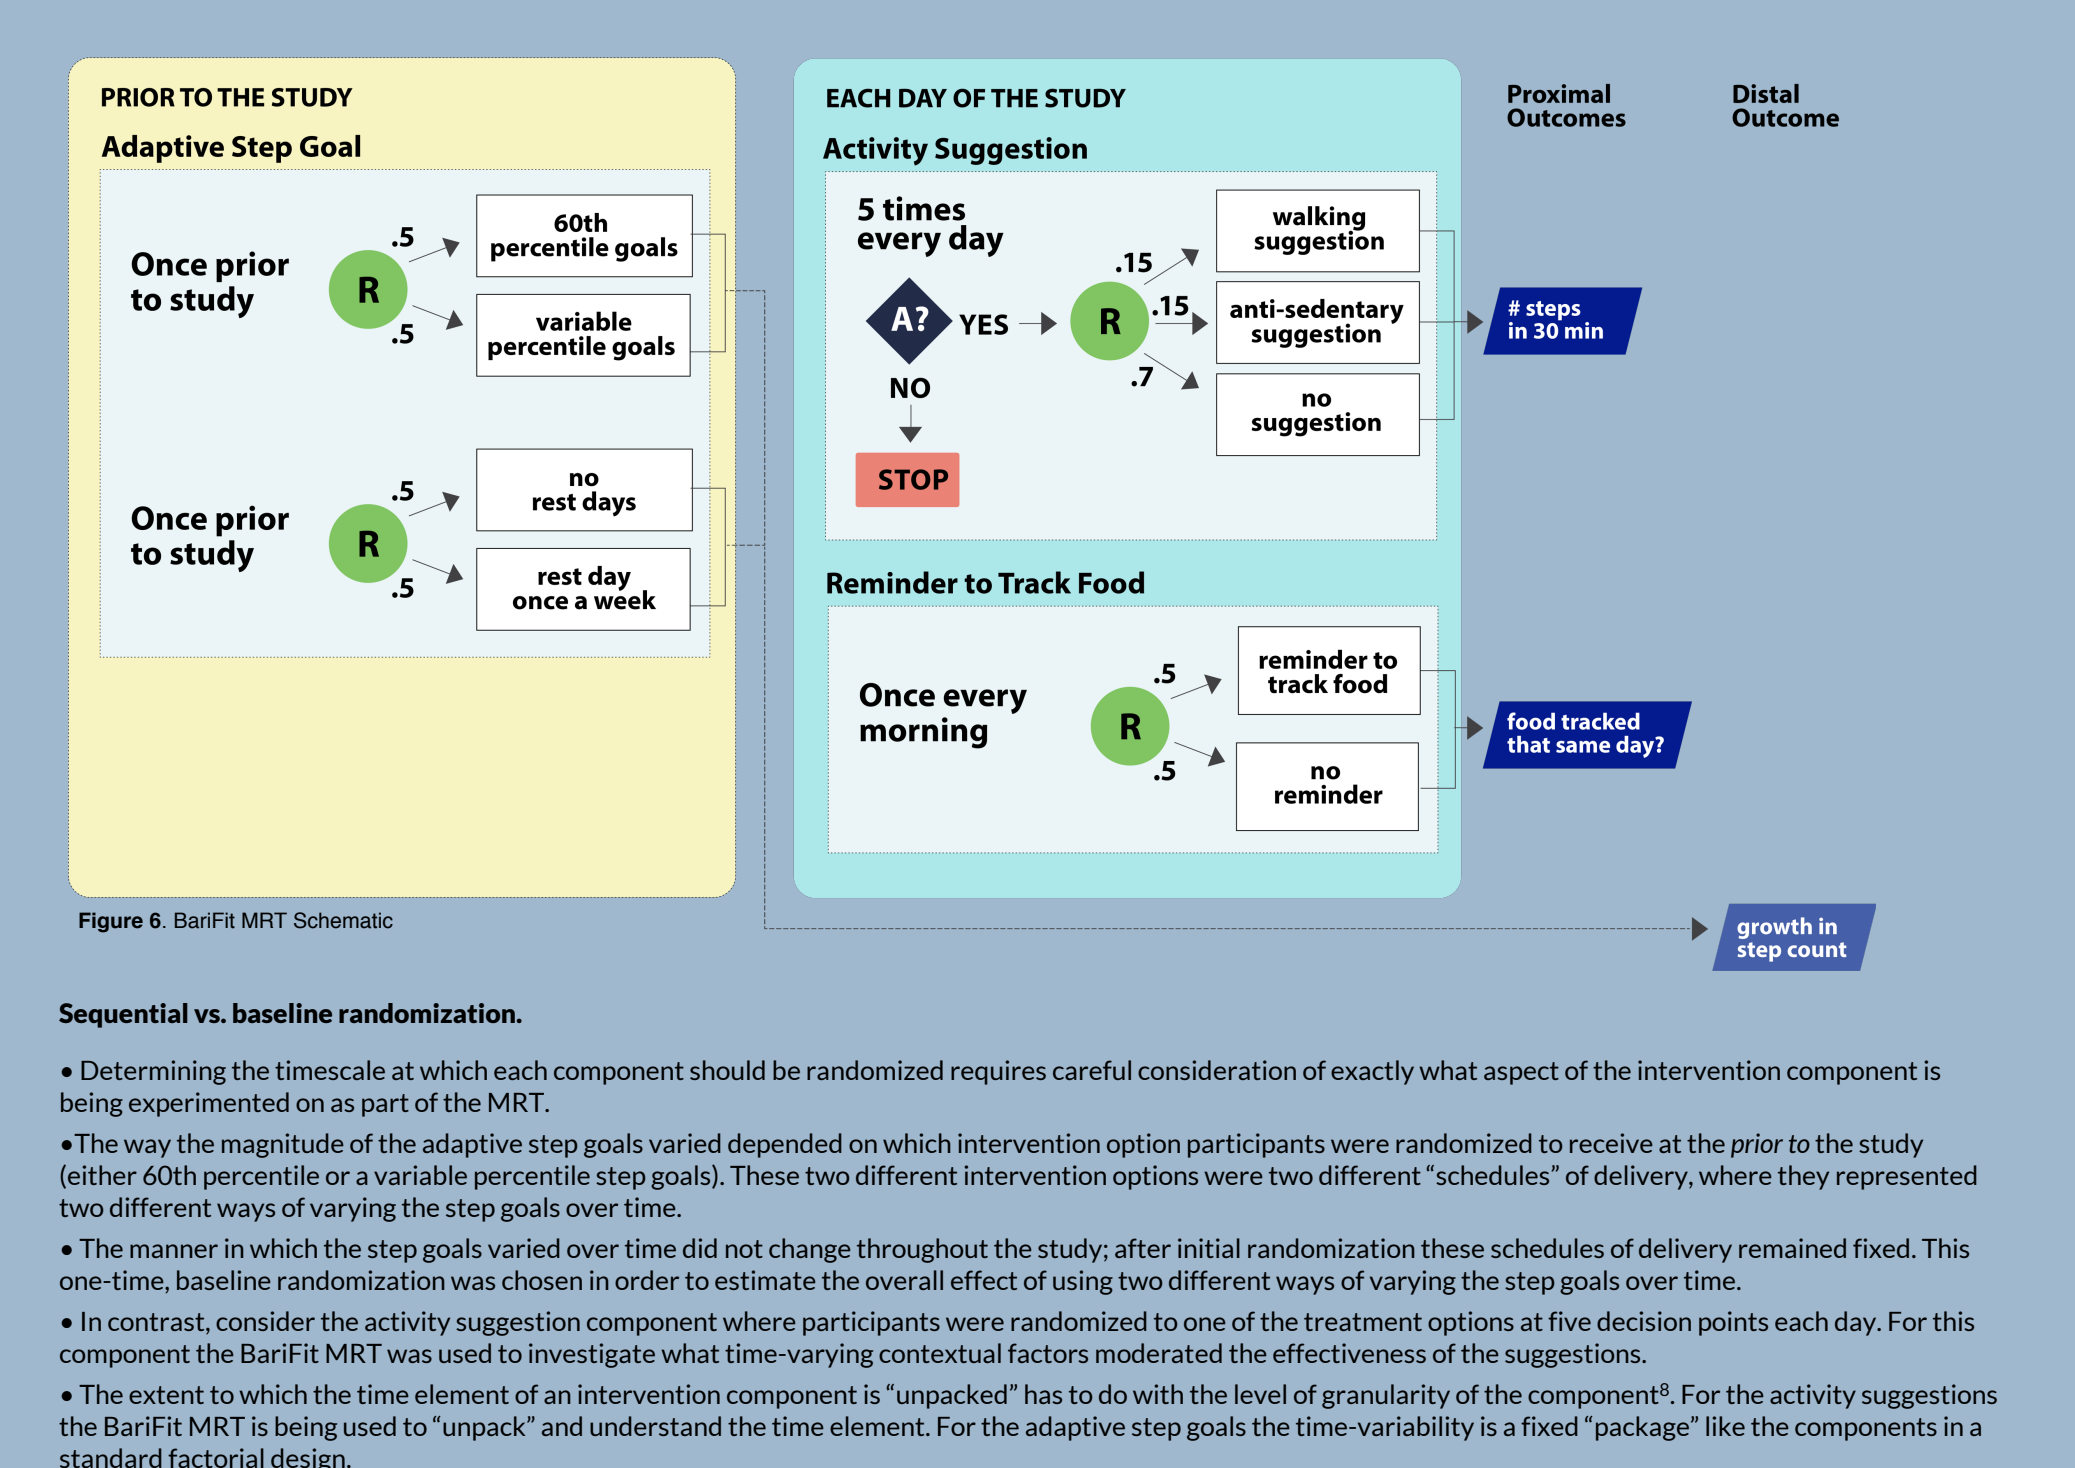 PRIOR TO THE STUDY
Adaptive Step Goal
Once prior
to study
R
.5
.5
60th
percentile goals
variable
percentile goals
Once prior
to study
R
.5
.5
no
rest days
rest day
once a week
EACH DAY OF THE STUDY
Activity Suggestion
5 times
every day
A?
YES
NO
STOP
R
.15
.15
.7
walking
suggestion
anti-sedentary
suggestion
no
suggestion
Reminder to Track Food
Once every
morning
R
.5
.5
reminder to
track food
no
reminder
Proximal
Outcomes
Distal
Outcome
# steps
in 30 min
food tracked
that same day?
growth in
step count
Figure 6. BariFit MRT Schematic
Sequential vs. baseline randomization.
• Determining the timescale at which each component should be randomized requires careful consideration of exactly what aspect of the intervention component is
being experimented on as part of the MRT.
•The way the magnitude of the adaptive step goals varied depended on which intervention option participants were randomized to receive at the prior to the study
(either 60th percentile or a variable percentile step goals). These two different intervention options were two different “schedules” of delivery, where they represented
two different ways of varying the step goals over time.
• The manner in which the step goals varied over time did not change throughout the study; after initial randomization these schedules of delivery remained fixed. This
one-time, baseline randomization was chosen in order to estimate the overall effect of using two different ways of varying the step goals over time.
• In contrast, consider the activity suggestion component where participants were randomized to one of the treatment options at five decision points each day. For this
component the BariFit MRT was used to investigate what time-varying contextual factors moderated the effectiveness of the suggestions.
• The extent to which the time element of an intervention component is “unpacked” has to do with the level of granularity of the component⁸. For the activity suggestions
the BariFit MRT is being used to “unpack” and understand the time element. For the adaptive step goals the time-variability is a fixed “package” like the components in a
standard factorial design.